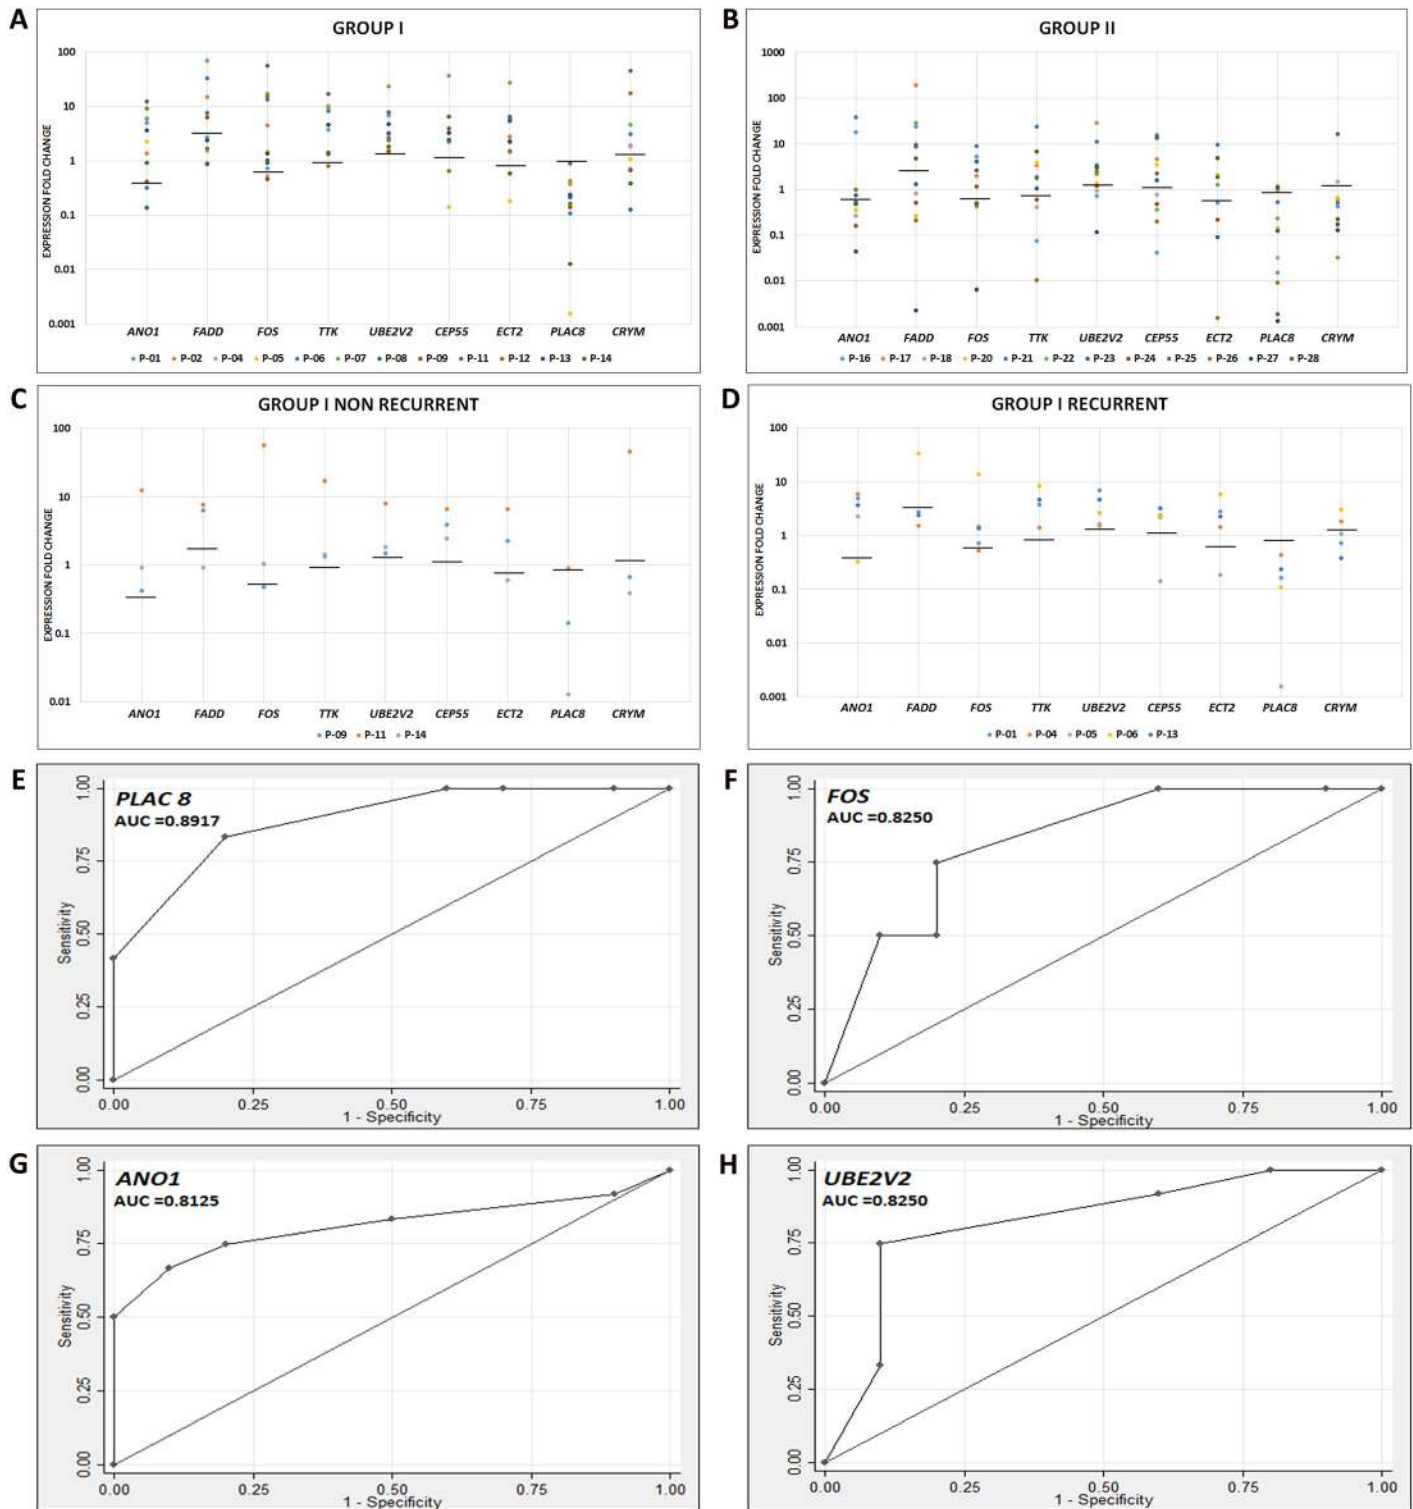 A
GROUP I
EXPRESSION FOLD CHANGE
100
10
1
0.1
0.01
0.001
ANO1 FADD FOS TTK UBE2V2 CEP55 ECT2 PLAC8 CRYM
P-01 P-02 P-04 P-05 P-06 P-07 P-08 P-09 P-11 P-12 P-13 P-14
B
GROUP II
EXPRESSION FOLD CHANGE
1000
100
10
1
0.1
0.01
0.001
ANO1 FADD FOS TTK UBE2V2 CEP55 ECT2 PLAC8 CRYM
P-16 P-17 P-18 P-20 P-21 P-22 P-23 P-24 P-25 P-26 P-27 P-28
C
GROUP I NON RECURRENT
EXPRESSION FOLD CHANGE
100
10
1
0.1
0.01
ANO1 FADD FOS TTK UBE2V2 CEP55 ECT2 PLAC8 CRYM
P-09 P-11 P-14
D
GROUP I RECURRENT
EXPRESSION FOLD CHANGE
100
10
1
0.1
0.01
0.001
ANO1 FADD FOS TTK UBE2V2 CEP55 ECT2 PLAC8 CRYM
P-01 P-04 P-05 P-06 P-13
E
PLAC 8
AUC =0.8917
Sensitivity
1.00
0.75
0.50
0.25
0.00
0.00 0.25 0.50 0.75 1.00
1 - Specificity
F
FOS
AUC =0.8250
Sensitivity
1.00
0.75
0.50
0.25
0.00
0.00 0.25 0.50 0.75 1.00
1 - Specificity
G
ANO1
AUC =0.8125
Sensitivity
1.00
0.75
0.50
0.25
0.00
0.00 0.25 0.50 0.75 1.00
1 - Specificity
H
UBE2V2
AUC =0.8250
Sensitivity
1.00
0.75
0.50
0.25
0.00
0.00 0.25 0.50 0.75 1.00
1 - Specificity